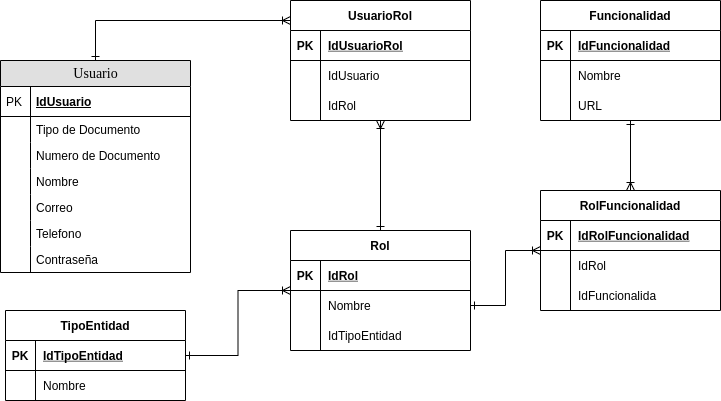 UsuarioRol
PK IdUsuarioRol
IdUsuario
IdRol
Funcionalidad
PK IdFuncionalidad
Nombre
URL
Usuario
PK IdUsuario
Tipo de Documento
Numero de Documento
Nombre
Correo
Telefono
Contraseña
Rol
PK IdRol
Nombre
IdTipoEntidad
RolFuncionalidad
PK IdRolFuncionalidad
IdRol
IdFuncionalida
TipoEntidad
PK IdTipoEntidad
Nombre